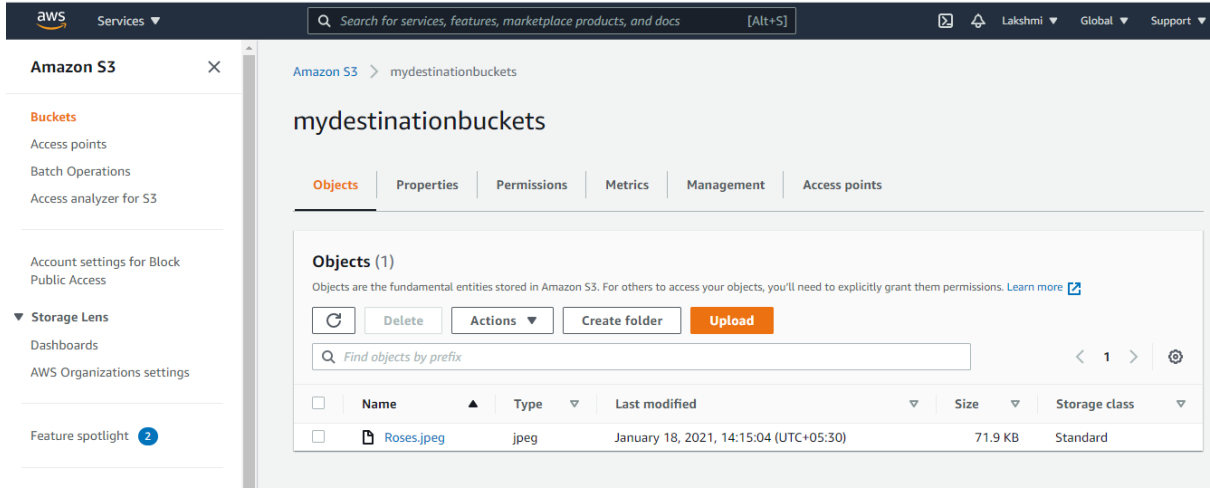 aws Services ▼ Search for services, features, marketplace products, and docs [Alt+S] Lakshmi ▼ Global ▼ Support ▼
Amazon S3
Buckets
Access points
Batch Operations
Access analyzer for S3
Account settings for Block
Public Access
▼ Storage Lens
Dashboards
AWS Organizations settings
Feature spotlight 2
Amazon S3 > mydestinationbuckets
mydestinationbuckets
Objects Properties Permissions Metrics Management Access points
Objects (1)
Objects are the fundamental entities stored in Amazon S3. For others to access your objects, you'll need to explicitly grant them permissions. Learn more
Delete Actions ▼ Create folder Upload
Find objects by prefix < 1 >
Name ▲ Type ▽ Last modified ▽ Size ▽ Storage class ▽
Roses.jpeg jpeg January 18, 2021, 14:15:04 (UTC+05:30) 71.9 KB Standard